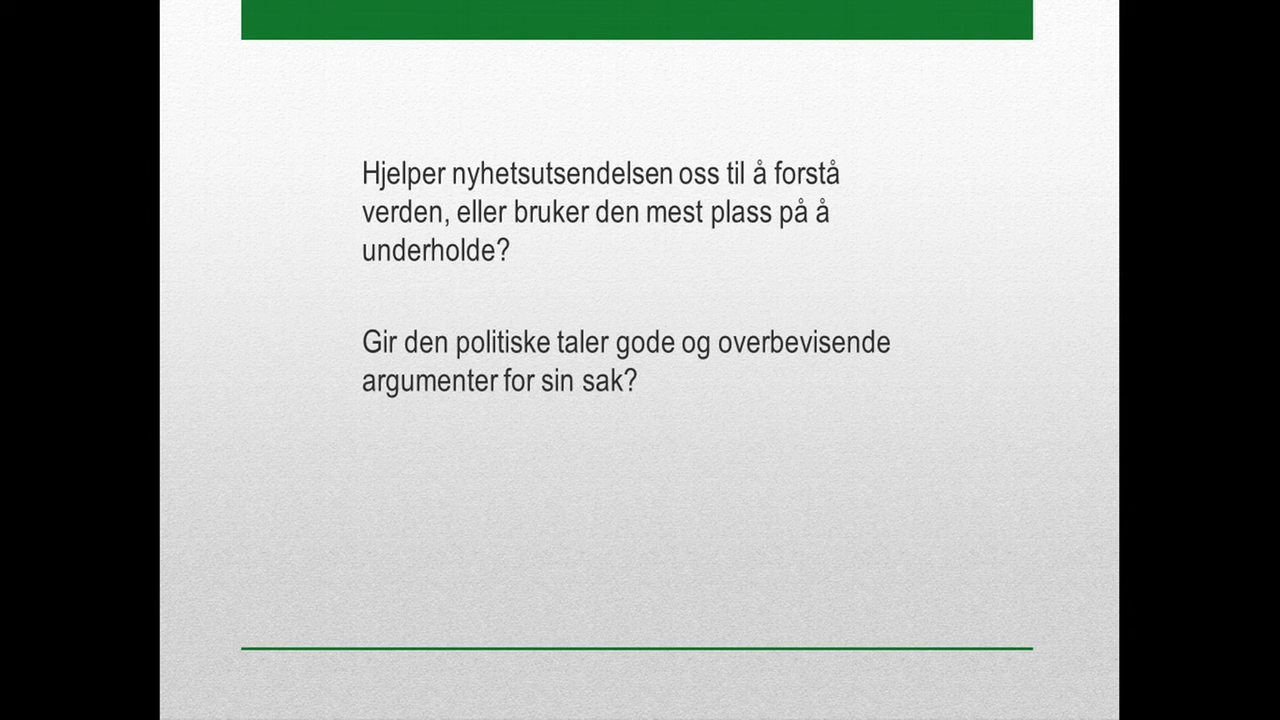 Hjelper nyhetsutsendelsen oss til å forstå
verden, eller bruker den mest plass på å
underholde?
Gir den politiske taler gode og overbevisende
argumenter for sin sak?